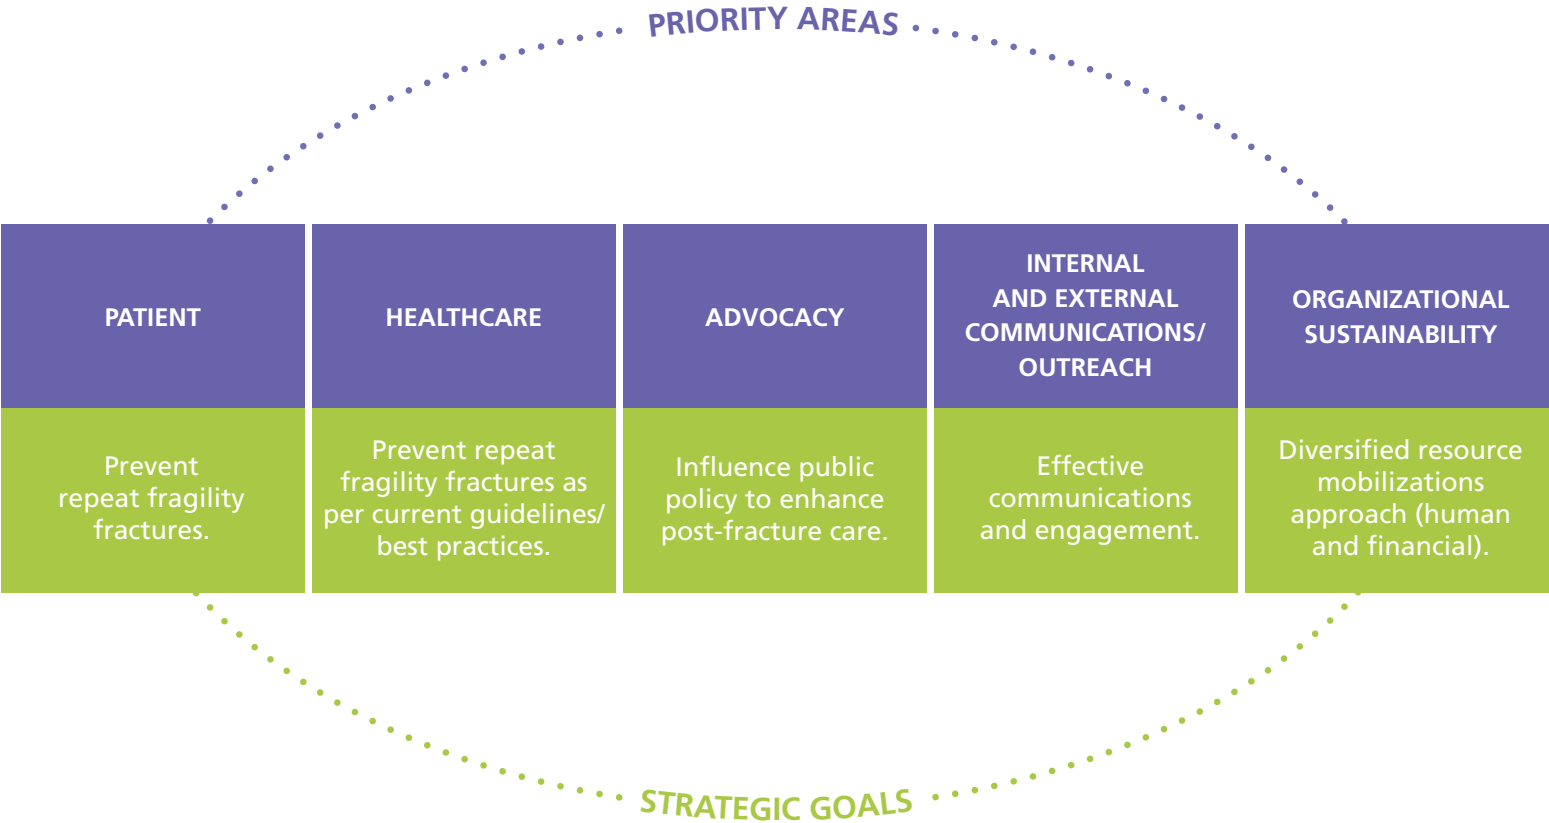 PRIORITY AREAS
PATIENT
HEALTHCARE
ADVOCACY
INTERNAL
AND EXTERNAL
COMMUNICATIONS/
OUTREACH
ORGANIZATIONAL
SUSTAINABILITY
Prevent
repeat fragility
fractures.
Prevent repeat
fragility fractures as
per current guidelines/
best practices.
Influence public
policy to enhance
post-fracture care.
Effective
communications
and engagement.
Diversified resource
mobilizations
approach (human
and financial).
STRATEGIC GOALS